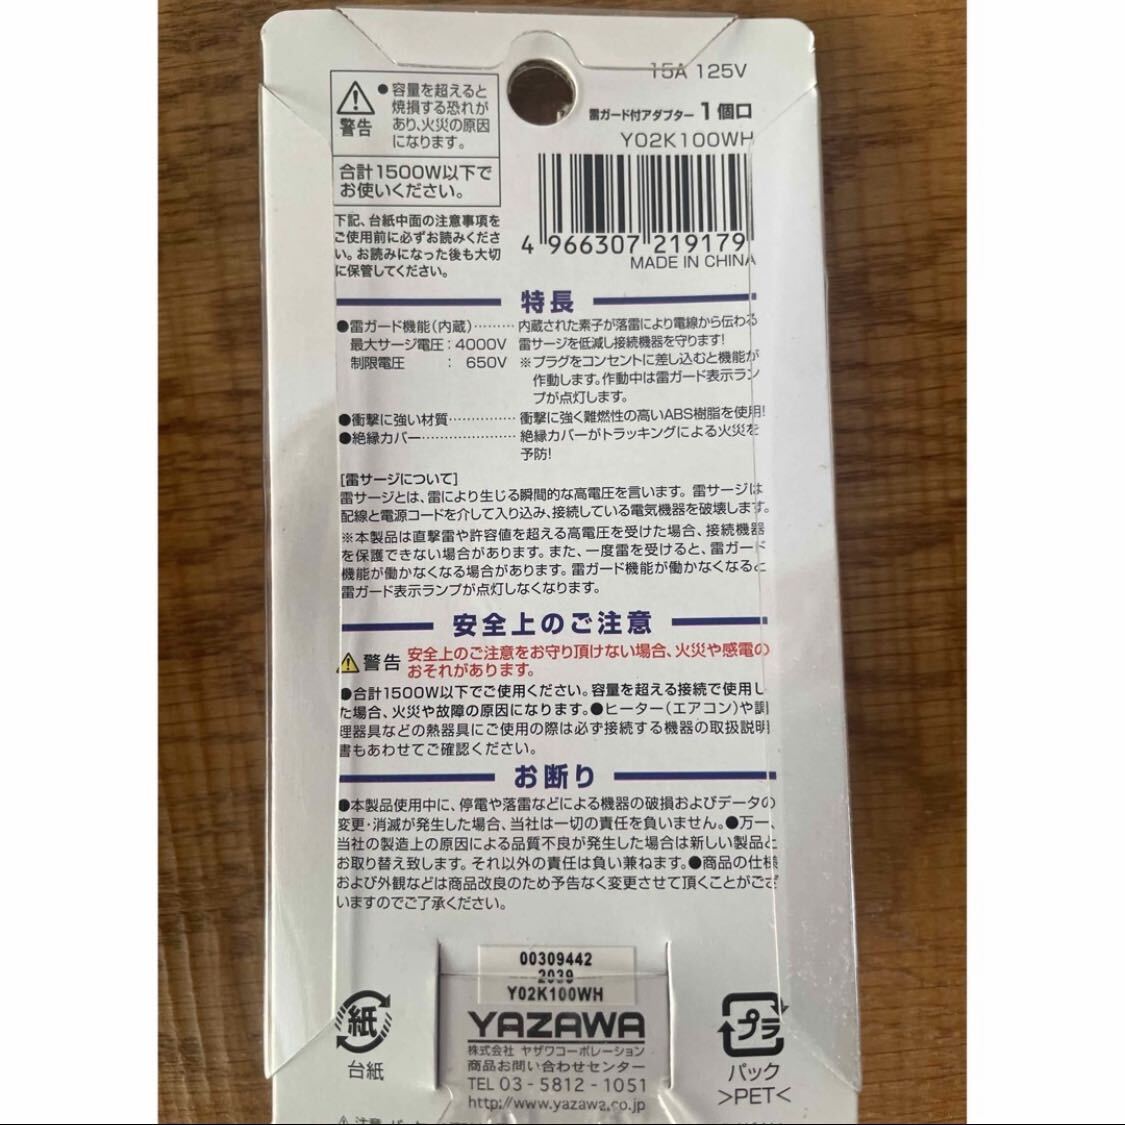 15A 125V
雷ガード付アダプター 1個口
Y02K100WH
4 966307 219179
MADE IN CHINA
警告
●容量を超えると
焼損する恐れが
あり、火災の原因
になります。
合計1500W以下で
お使いください。
下記、台紙中面の注意事項を
ご使用前に必ずお読みくださ
い。お読みになった後も大切
に保管してください。
特長
●雷ガード機能(内蔵)………内蔵された素子が落雷により電線から伝わる
最大サージ電圧:4000V 雷サージを低減し接続機器を守ります!
制限電圧 : 650V ※プラグをコンセントに差し込むと機能が
作動します。作動中は雷ガード表示ラン
プが点灯します。
●衝撃に強い材質……………衝撃に強く難燃性の高いABS樹脂を使用!
●絶縁カバー…………………絶縁カバーがトラッキングによる火災を
予防!
[雷サージについて]
雷サージとは、雷により生じる瞬間的な高電圧を言います。雷サージは
配線と電源コードを介して入り込み、接続している電気機器を破壊します。
※本製品は直撃雷や許容値を超える高電圧を受けた場合、接続機器
を保護できない場合があります。また、一度雷を受けると、雷ガード
機能が働かなくなる場合があります。雷ガード機能が働かなくなると
雷ガード表示ランプが点灯しなくなります。
安全上のご注意
警告 安全上のご注意をお守り頂けない場合、火災や感電の
おそれがあります。
●合計1500W以下でご使用ください。容量を超える接続で使用し
た場合、火災や故障の原因になります。●ヒーター(エアコン)や調
理器具などの熱器具にご使用の際は必ず接続する機器の取扱説明
書もあわせてご確認ください。
お断り
●本製品使用中に、停電や落雷などによる機器の破損およびデータの
変更・消滅が発生した場合、当社は一切の責任を負いません。●万一、
当社の製造上の原因による品質不良が発生した場合は新しい製品と
お取り替え致します。それ以外の責任は負い兼ねます。●商品の仕様
および外観などは商品改良のため予告なく変更させて頂くことがござ
いますのでご了承ください。
00309442
2039
Y02K100WH
YAZAWA
株式会社 ヤザワコーポレーション
商品お問い合わせセンター
TEL 03-5812-1051
http://www.yazawa.co.jp
紙
台紙
プラ
パック
>PET<